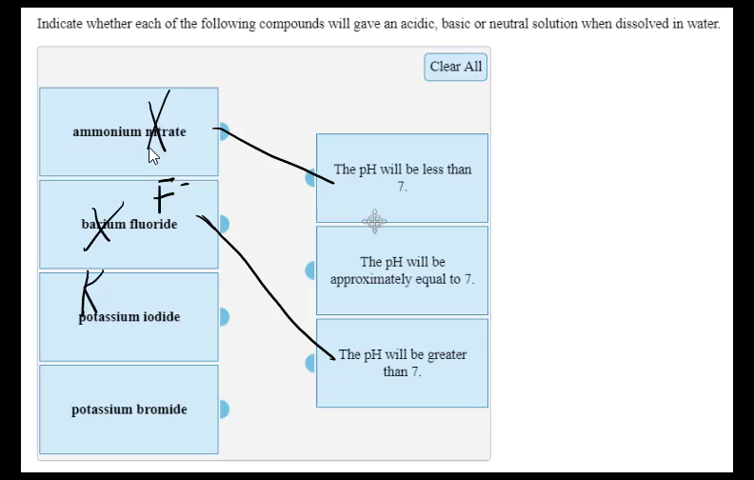 Indicate whether each of the following compounds will gave an acidic, basic or neutral solution when dissolved in water.
Clear All
ammonium nitrate
X
F-
barium fluoride
X
K
potassium iodide
potassium bromide
The pH will be less than
7.
The pH will be
approximately equal to 7.
The pH will be greater
than 7.